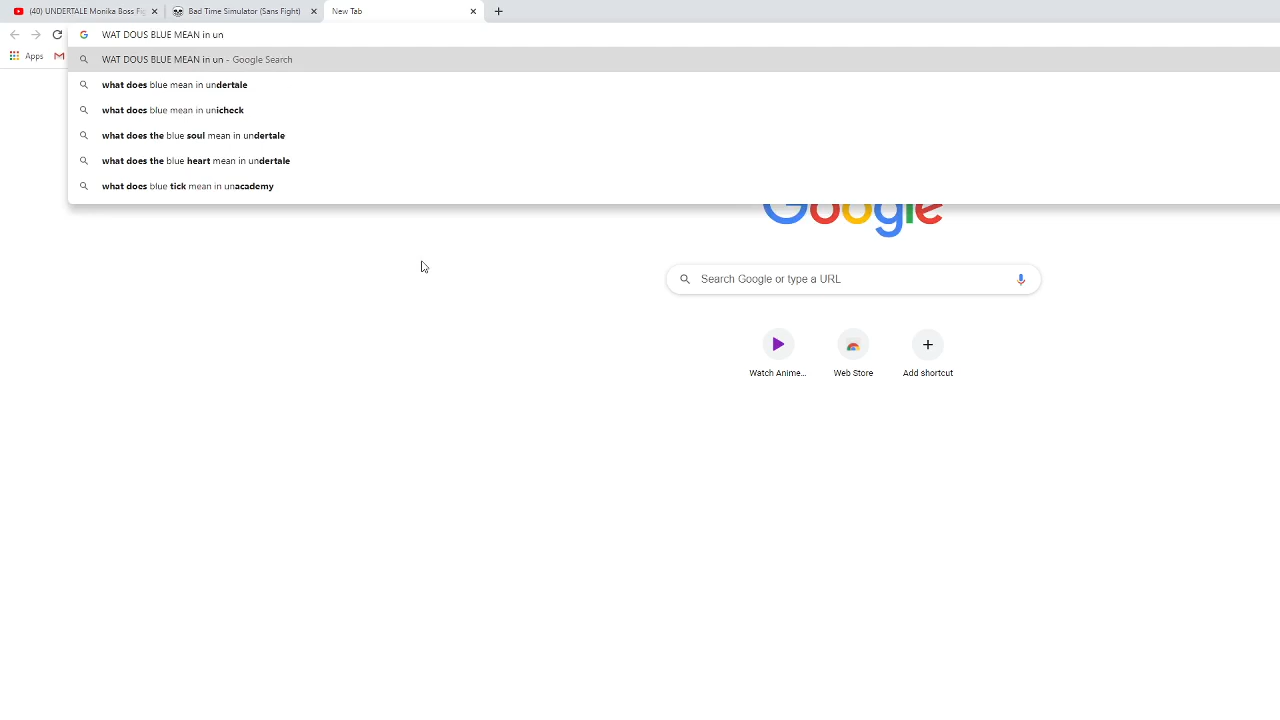 (40) UNDERTALE Monika Boss Fig
Bad Time Simulator (Sans Fight)
New Tab
WAT DOUS BLUE MEAN in un
Apps
WAT DOUS BLUE MEAN in un - Google Search
what does blue mean in undertale
what does blue mean in unicheck
what does the blue soul mean in undertale
what does the blue heart mean in undertale
what does blue tick mean in unacademy
Google
Search Google or type a URL
Watch Anime...
Web Store
Add shortcut